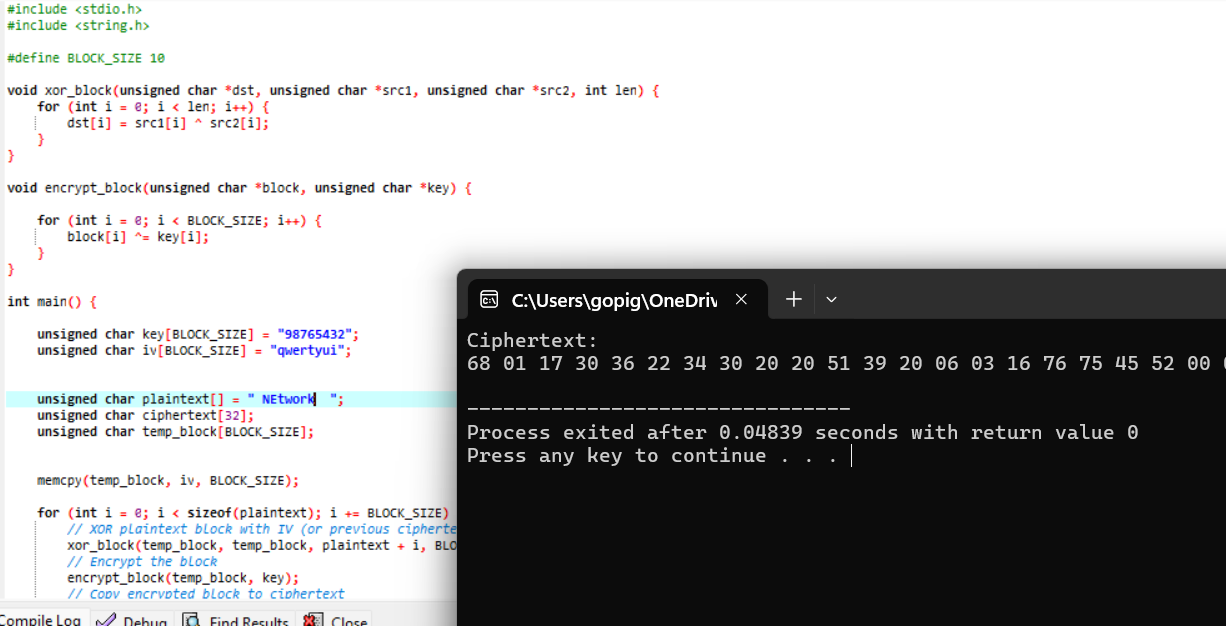 #include <stdio.h>
#include <string.h>
#define BLOCK_SIZE 10
void xor_block(unsigned char *dst, unsigned char *src1, unsigned char *src2, int len) {
for (int i = 0; i < len; i++) {
dst[i] = src1[i] ^ src2[i];
}
}
void encrypt_block(unsigned char *block, unsigned char *key) {
for (int i = 0; i < BLOCK_SIZE; i++) {
block[i] ^= key[i];
}
}
int main() {
unsigned char key[BLOCK_SIZE] = "98765432";
unsigned char iv[BLOCK_SIZE] = "qwertyui";
unsigned char plaintext[] = " NEtwork  ";
unsigned char ciphertext[32];
unsigned char temp_block[BLOCK_SIZE];
memcpy(temp_block, iv, BLOCK_SIZE);
for (int i = 0; i < sizeof(plaintext); i += BLOCK_SIZE)
// XOR plaintext block with IV (or previous cipherte
xor_block(temp_block, temp_block, plaintext + i, BLO
// Encrypt the block
encrypt_block(temp_block, key);
// Copy encrypted block to ciphertext
Compile Log Debug Find Results Close
C:\Users\gopig\OneDriv
Ciphertext:
68 01 17 30 36 22 34 30 20 20 51 39 20 06 03 16 76 75 45 52 00
--------------------------------
Process exited after 0.04839 seconds with return value 0
Press any key to continue . . .